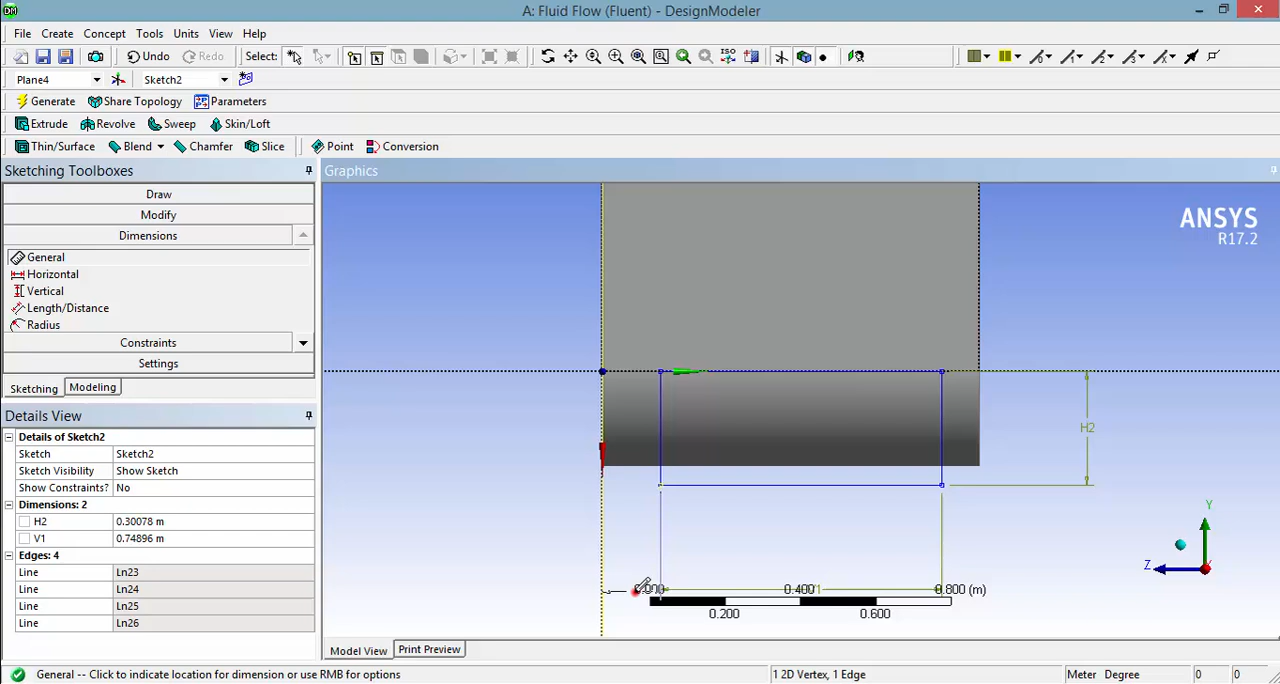 A: Fluid Flow (Fluent) - DesignModeler
File Create Concept Tools Units View Help
Undo Redo Select:
Plane4 Sketch2
Generate Share Topology Parameters
Extrude Revolve Sweep Skin/Loft
Thin/Surface Blend Chamfer Slice Point Conversion
Sketching Toolboxes
Draw
Modify
Dimensions
General
Horizontal
Vertical
Length/Distance
Radius
Constraints
Settings
Sketching Modeling
Details View
Details of Sketch2
Sketch Sketch2
Sketch Visibility Show Sketch
Show Constraints? No
Dimensions: 2
H2 0.30078 m
V1 0.74896 m
Edges: 4
Line Ln23
Line Ln24
Line Ln25
Line Ln26
Graphics
ANSYS
R17.2
H2
Y
Z
0.000 0.400 0.800 (m)
0.200 0.600
Model View Print Preview
General -- Click to indicate location for dimension or use RMB for options
1 2D Vertex, 1 Edge
Meter Degree 0 0